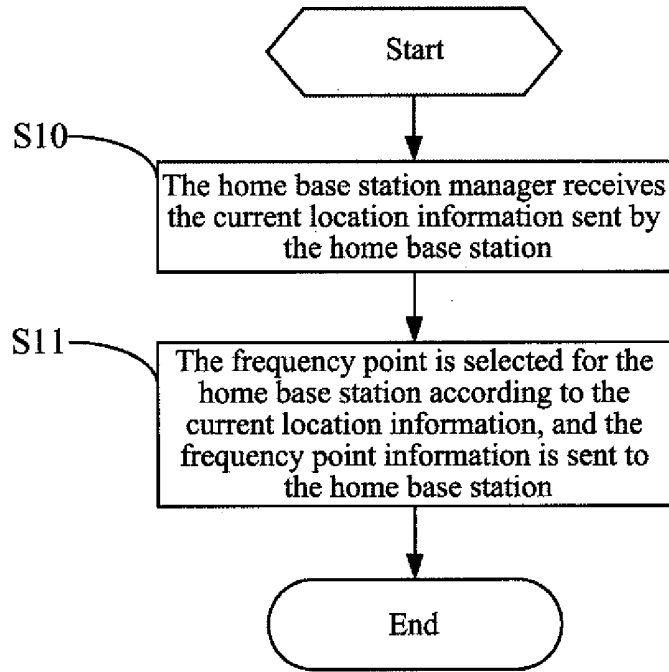 Start
S10
The home base station manager receives
the current location information sent by
the home base station
S11
The frequency point is selected for the
home base station according to the
current location information, and the
frequency point information is sent to
the home base station
End